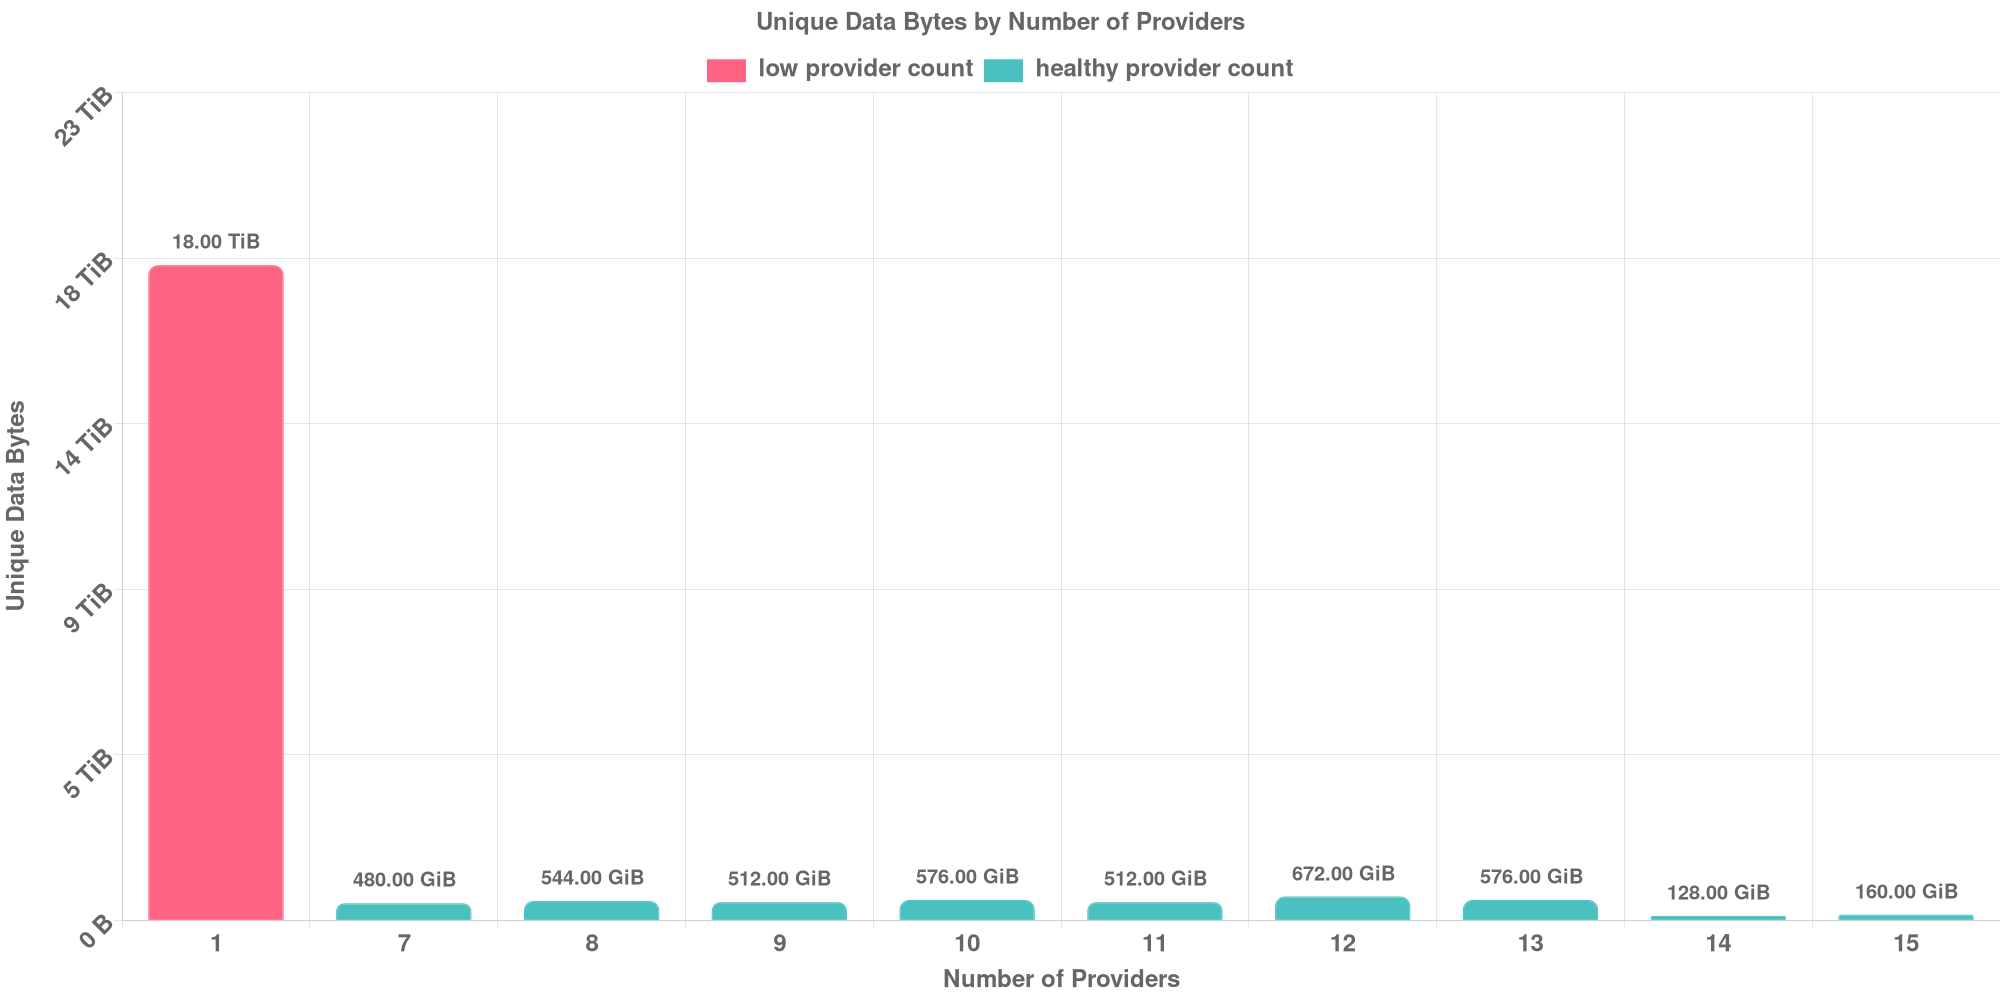 Unique Data Bytes by Number of Providers
low provider count healthy provider count
23 TiB
18 TiB
14 TiB
9 TiB
5 TiB
0 B
Unique Data Bytes
18.00 TiB
480.00 GiB
544.00 GiB
512.00 GiB
576.00 GiB
512.00 GiB
672.00 GiB
576.00 GiB
128.00 GiB
160.00 GiB
1 7 8 9 10 11 12 13 14 15
Number of Providers